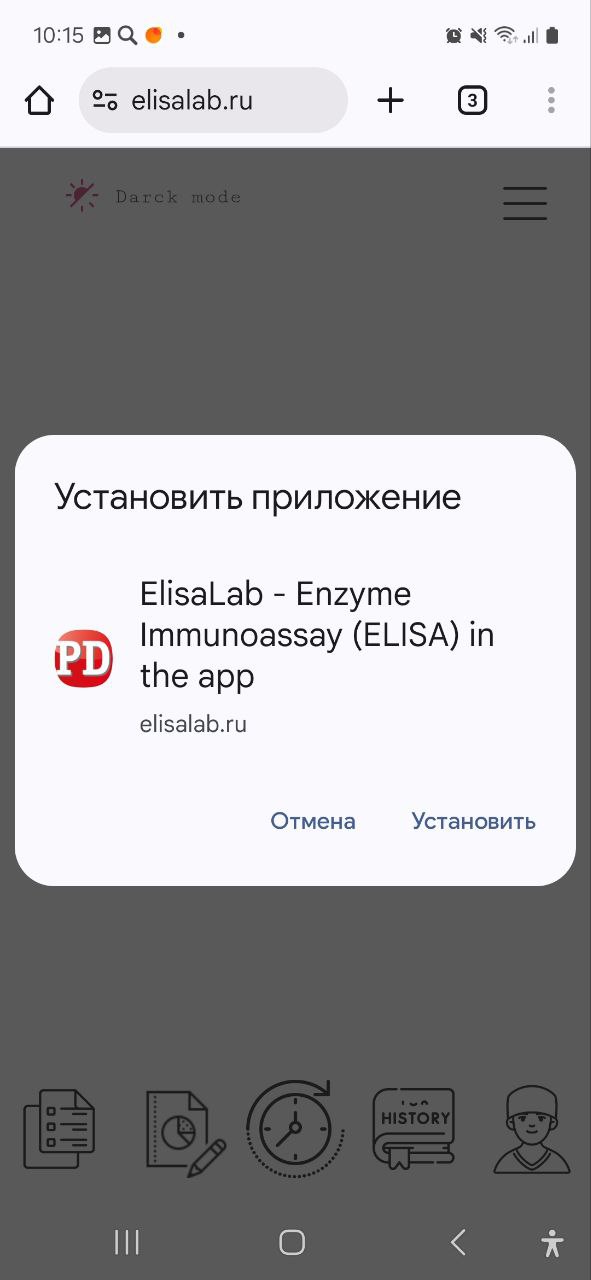 10:15
elisalab.ru
3
Darck mode
Установить приложение
ElisaLab - Enzyme
Immunoassay (ELISA) in
the app
PD
elisalab.ru
Отмена Установить
HISTORY